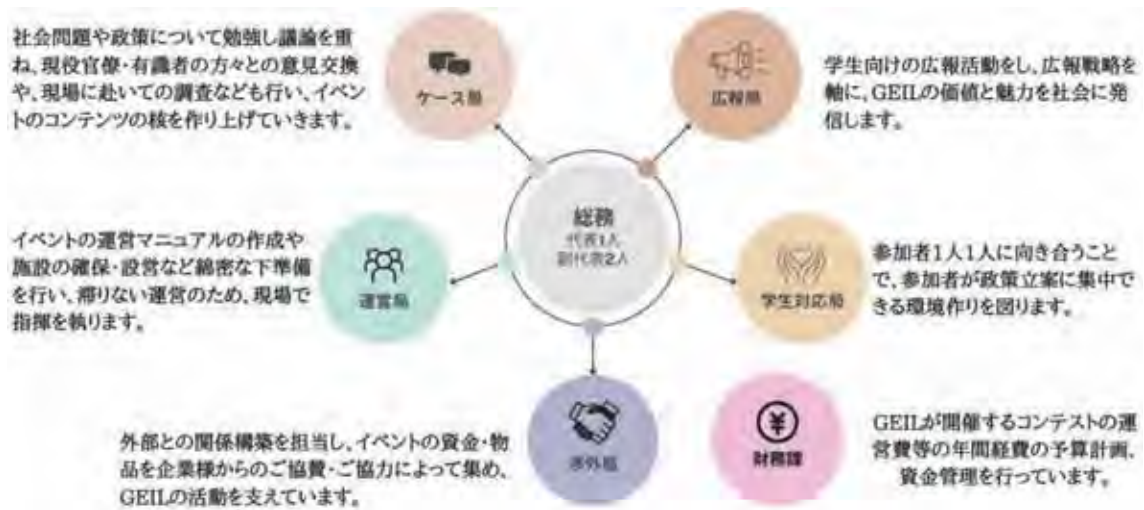 社会問題や政策について勉強し議論を重
ね、現役官僚・有識者の方々との意見交換
や、現場に赴いての調査なども行い、イベ
ントのコンテンツの核を作り上げていきます。
ケース局
広報局
学生向けの広報活動をし、広報戦略を
軸に、GEILの価値と魅力を社会に発
信します。
総務
代表1人
副代表2人
イベントの運営マニュアルの作成や
施設の確保・設営など綿密な下準備
を行い、滞りない運営のため、現場で
指揮を執ります。
運営局
学生対応局
参加者1人1人に向き合うこと
で、参加者が政策立案に集中で
きる環境作りを図ります。
外部との関係構築を担当し、イベントの資金・物
品を企業様からのご協賛・ご協力によって集め、
GEILの活動を支えています。
渉外局
財務課
GEILが開催するコンテストの運
営費等の年間経費の予算計画、
資金管理を行っています。